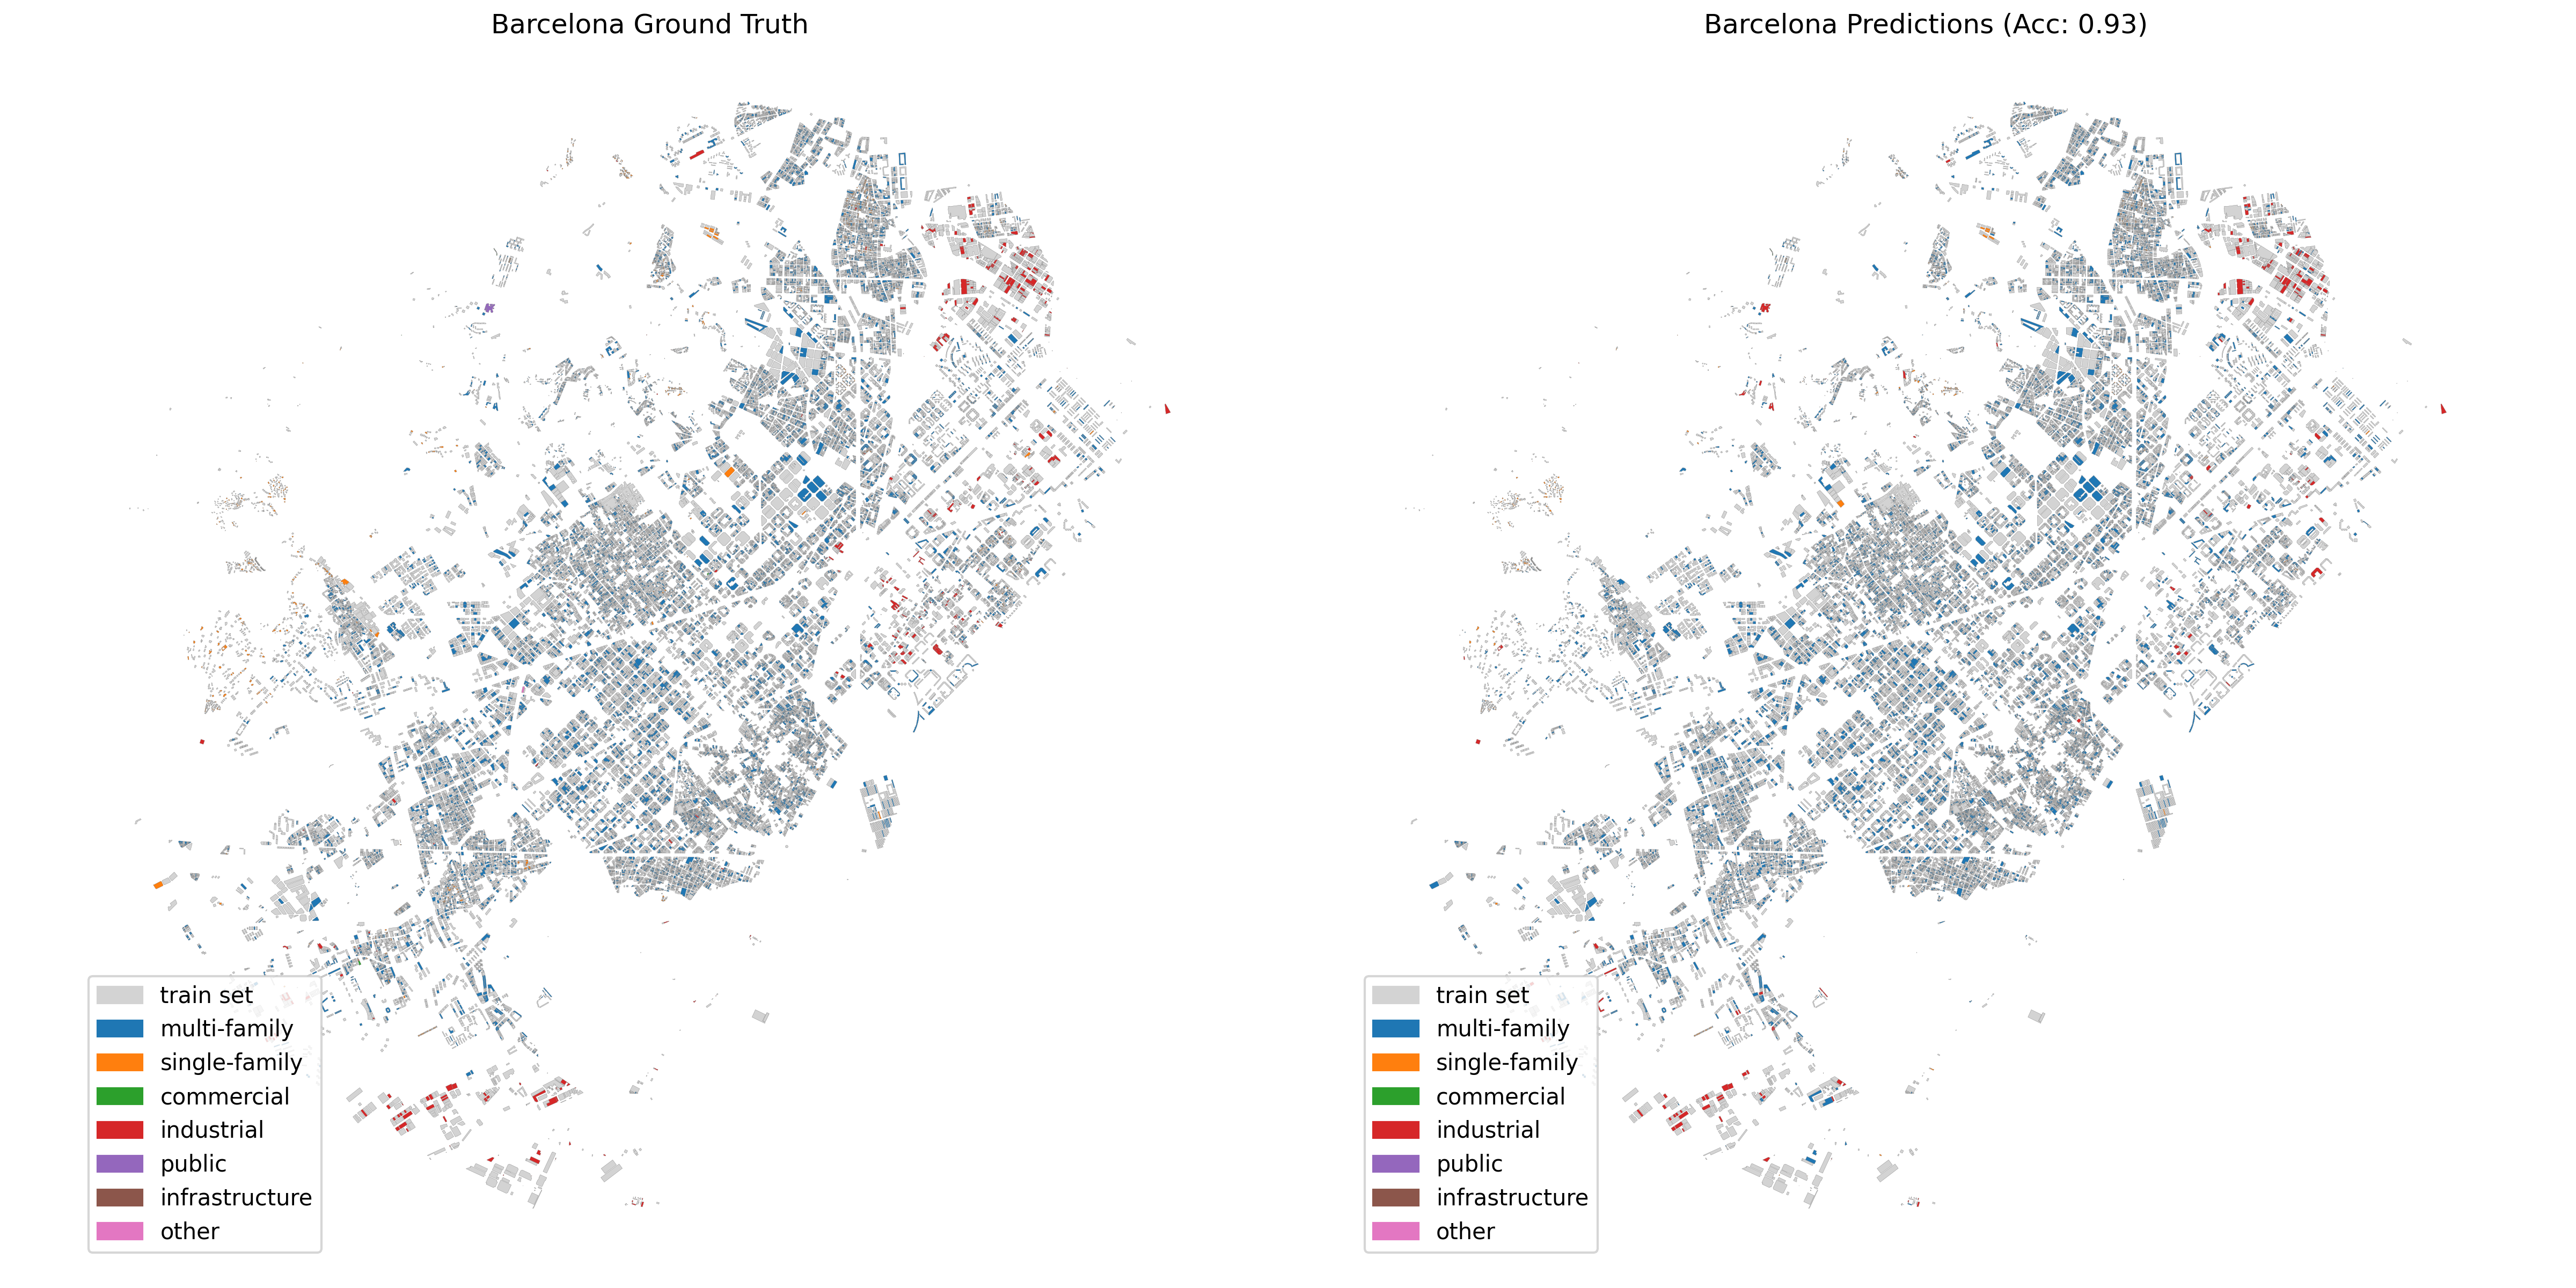 Barcelona Ground Truth
train set
multi-family
single-family
commercial
industrial
public
infrastructure
other
Barcelona Predictions (Acc: 0.93)
train set
multi-family
single-family
commercial
industrial
public
infrastructure
other